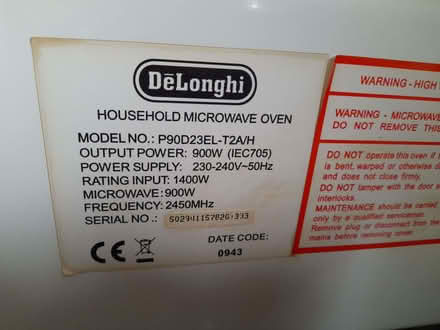 DēLonghi
HOUSEHOLD MICROWAVE OVEN
MODEL NO.: P90D23EL-T2A/H
OUTPUT POWER: 900W (IEC705)
POWER SUPPLY: 230-240V~50Hz
RATING INPUT: 1400W
MICROWAVE: 900W
FREQUENCY: 2450MHz
SERIAL NO.:
CE
DATE CODE:
0943
WARNING - HIGH
WARNING - MICROWAVE
DO NOT REMOVE THIS
DO NOT operate this oven if
is bent, warped or otherwise
and does not close firmly.
DO NOT tamper with the door
interlocks.
MAINTENANCE should be carried
only by a qualified serviceman.
Remove plug or disconnect from the
mains before removing cover.